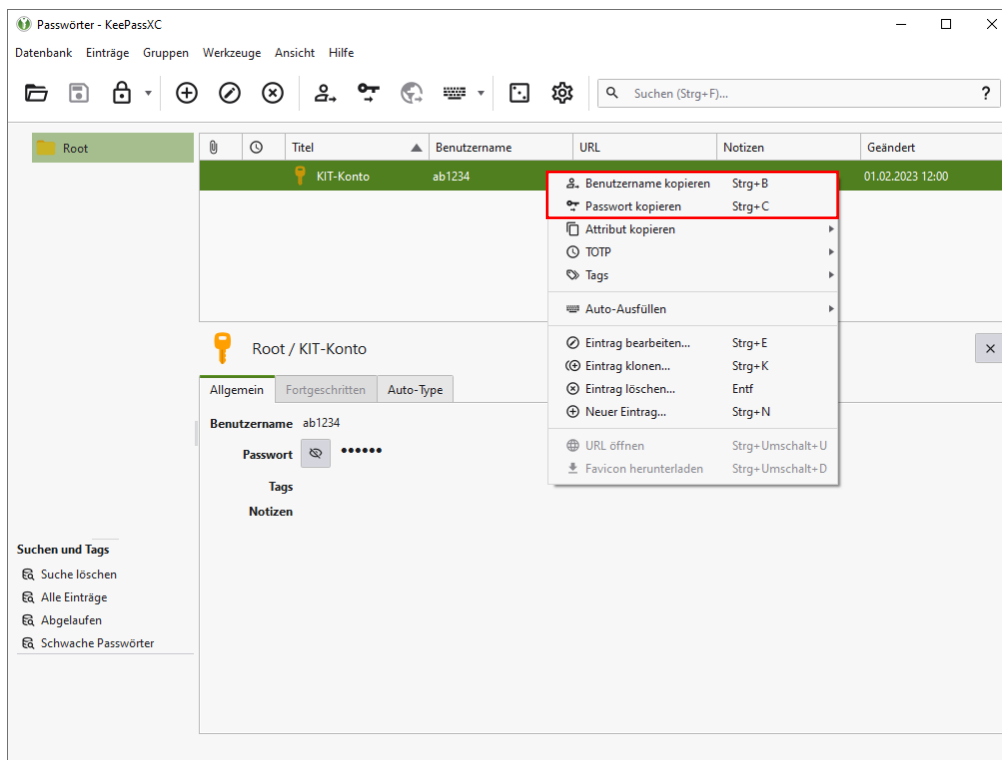 Passwörter - KeePassXC
Datenbank Einträge Gruppen Werkzeuge Ansicht Hilfe
Suchen (Strg+F)... ?
Root
Titel Benutzername URL Notizen Geändert
KIT-Konto ab1234 01.02.2023 12:00
Benutzername kopieren Strg+B
Passwort kopieren Strg+C
Attribut kopieren
TOTP
Tags
Auto-Ausfüllen
Eintrag bearbeiten... Strg+E
Eintrag klonen... Strg+K
Eintrag löschen... Entf
Neuer Eintrag... Strg+N
URL öffnen Strg+Umschalt+U
Favicon herunterladen Strg+Umschalt+D
Root / KIT-Konto
Allgemein Fortgeschritten Auto-Type
Benutzername ab1234
Passwort ••••••
Tags
Notizen
Suchen und Tags
Suche löschen
Alle Einträge
Abgelaufen
Schwache Passwörter